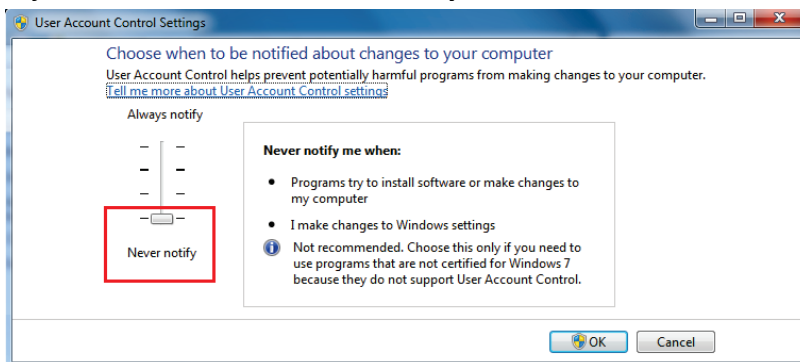 User Account Control Settings
Choose when to be notified about changes to your computer
User Account Control helps prevent potentially harmful programs from making changes to your computer.
Tell me more about User Account Control settings
Always notify
Never notify me when:
Programs try to install software or make changes to
my computer
I make changes to Windows settings
Not recommended. Choose this only if you need to
use programs that are not certified for Windows 7
because they do not support User Account Control.
Never notify
OK
Cancel